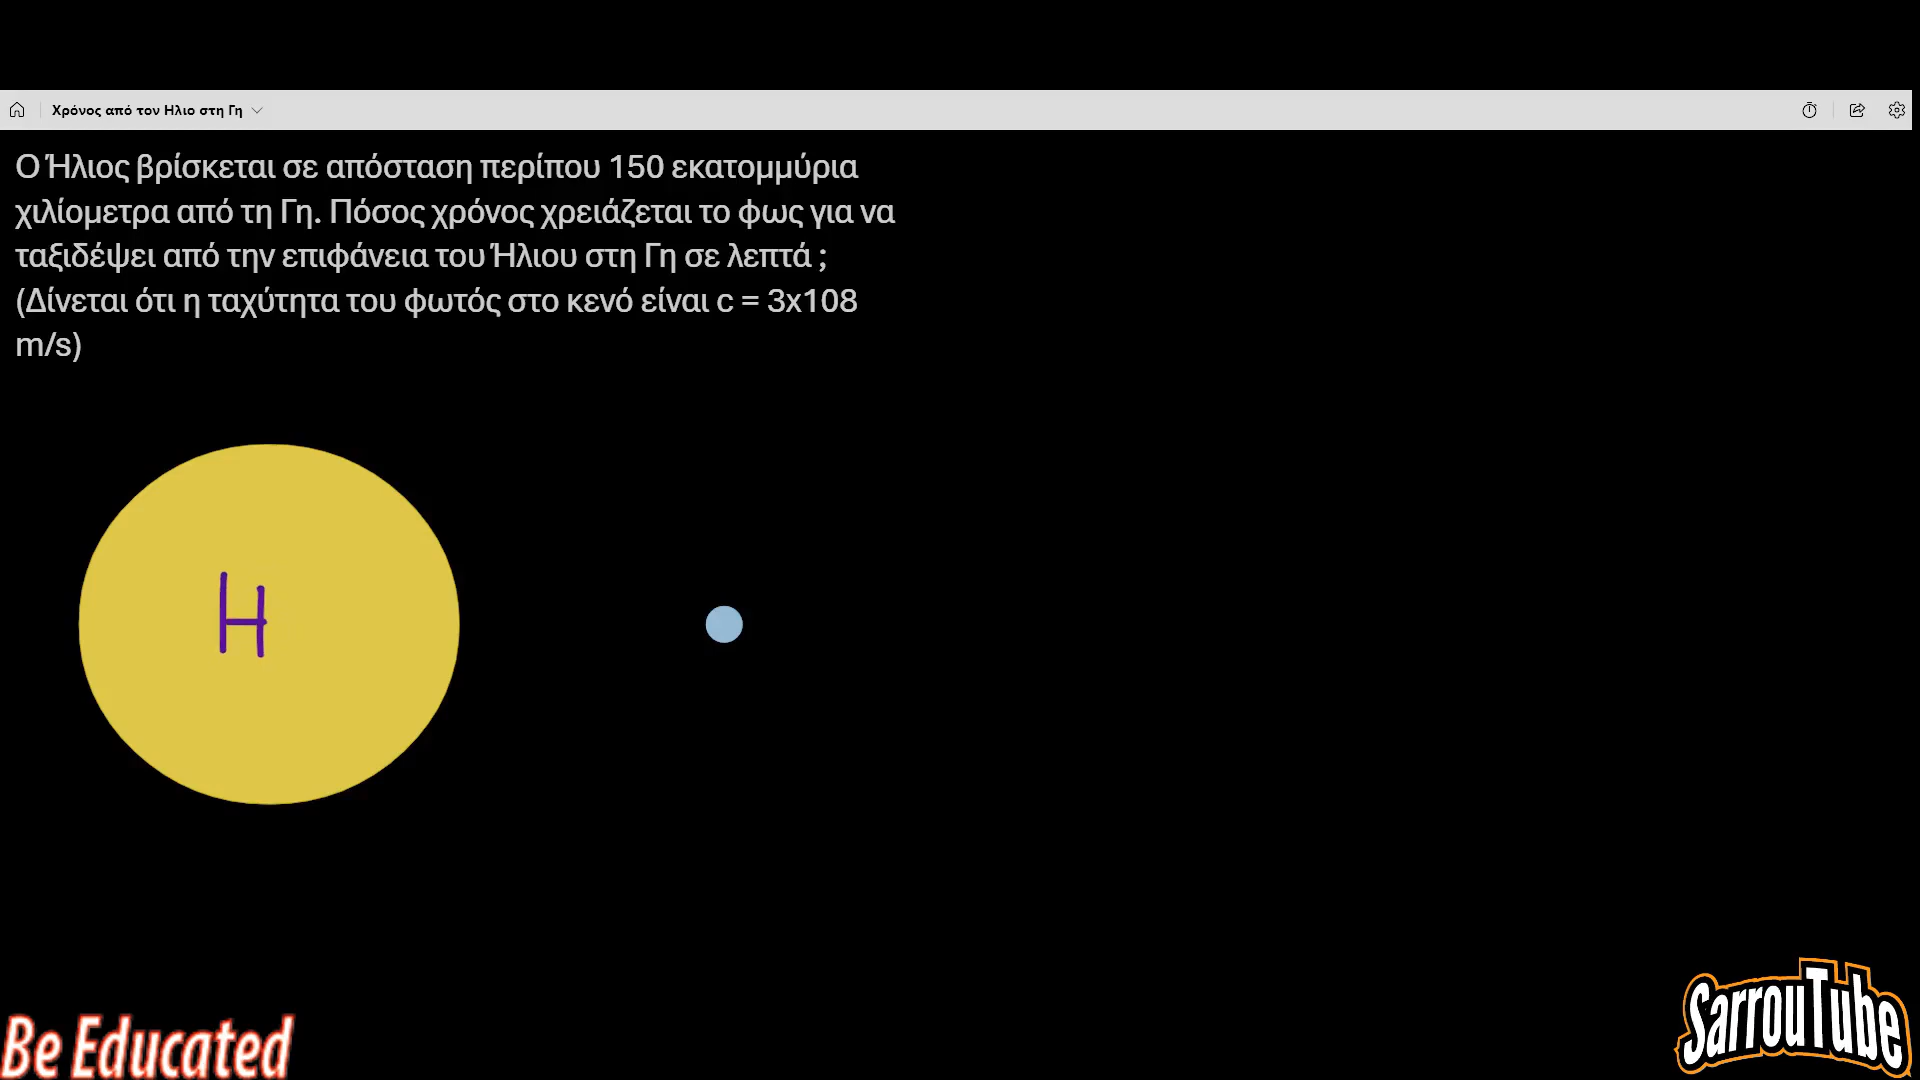 Χρόνος από τον Ηλιο στη Γη
Ο Ήλιος βρίσκεται σε απόσταση περίπου 150 εκατομμύρια
χιλίομετρα από τη Γη. Πόσος χρόνος χρειάζεται το φως για να
ταξιδέψει από την επιφάνεια του Ήλιου στη Γη σε λεπτά ;
(Δίνεται ότι η ταχύτητα του φωτός στο κενό είναι c = 3x108
m/s)
Η
Be Educated
SarrouTube